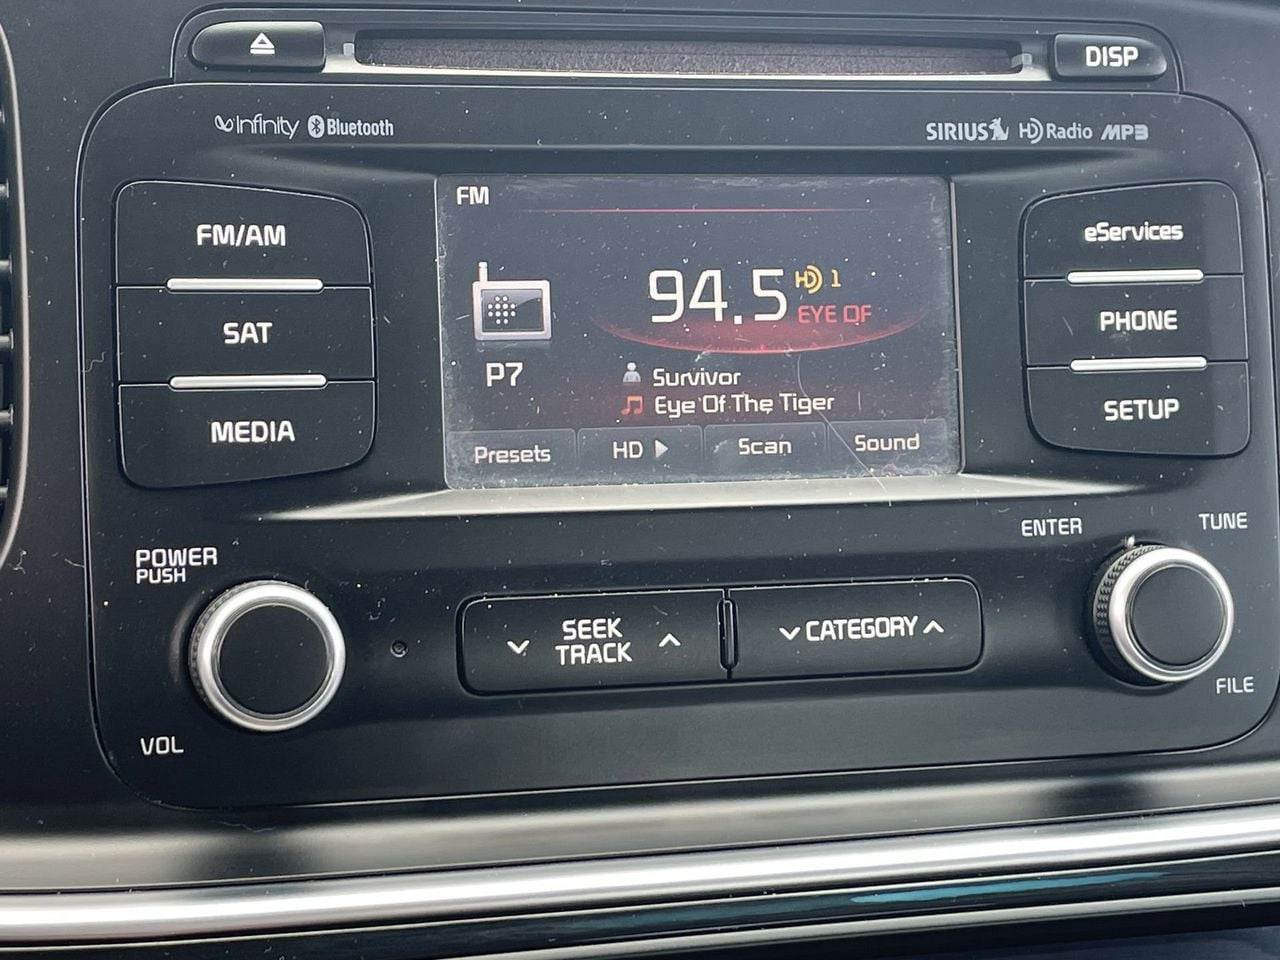 DISP
Infinity Bluetooth
SIRIUS HD Radio MP3
FM/AM
SAT
MEDIA
FM
94.5 HD 1
EYE OF
P7
Survivor
Eye Of The Tiger
Presets HD Scan Sound
eServices
PHONE
SETUP
POWER
PUSH
VOL
SEEK
TRACK
CATEGORY
ENTER
TUNE
FILE